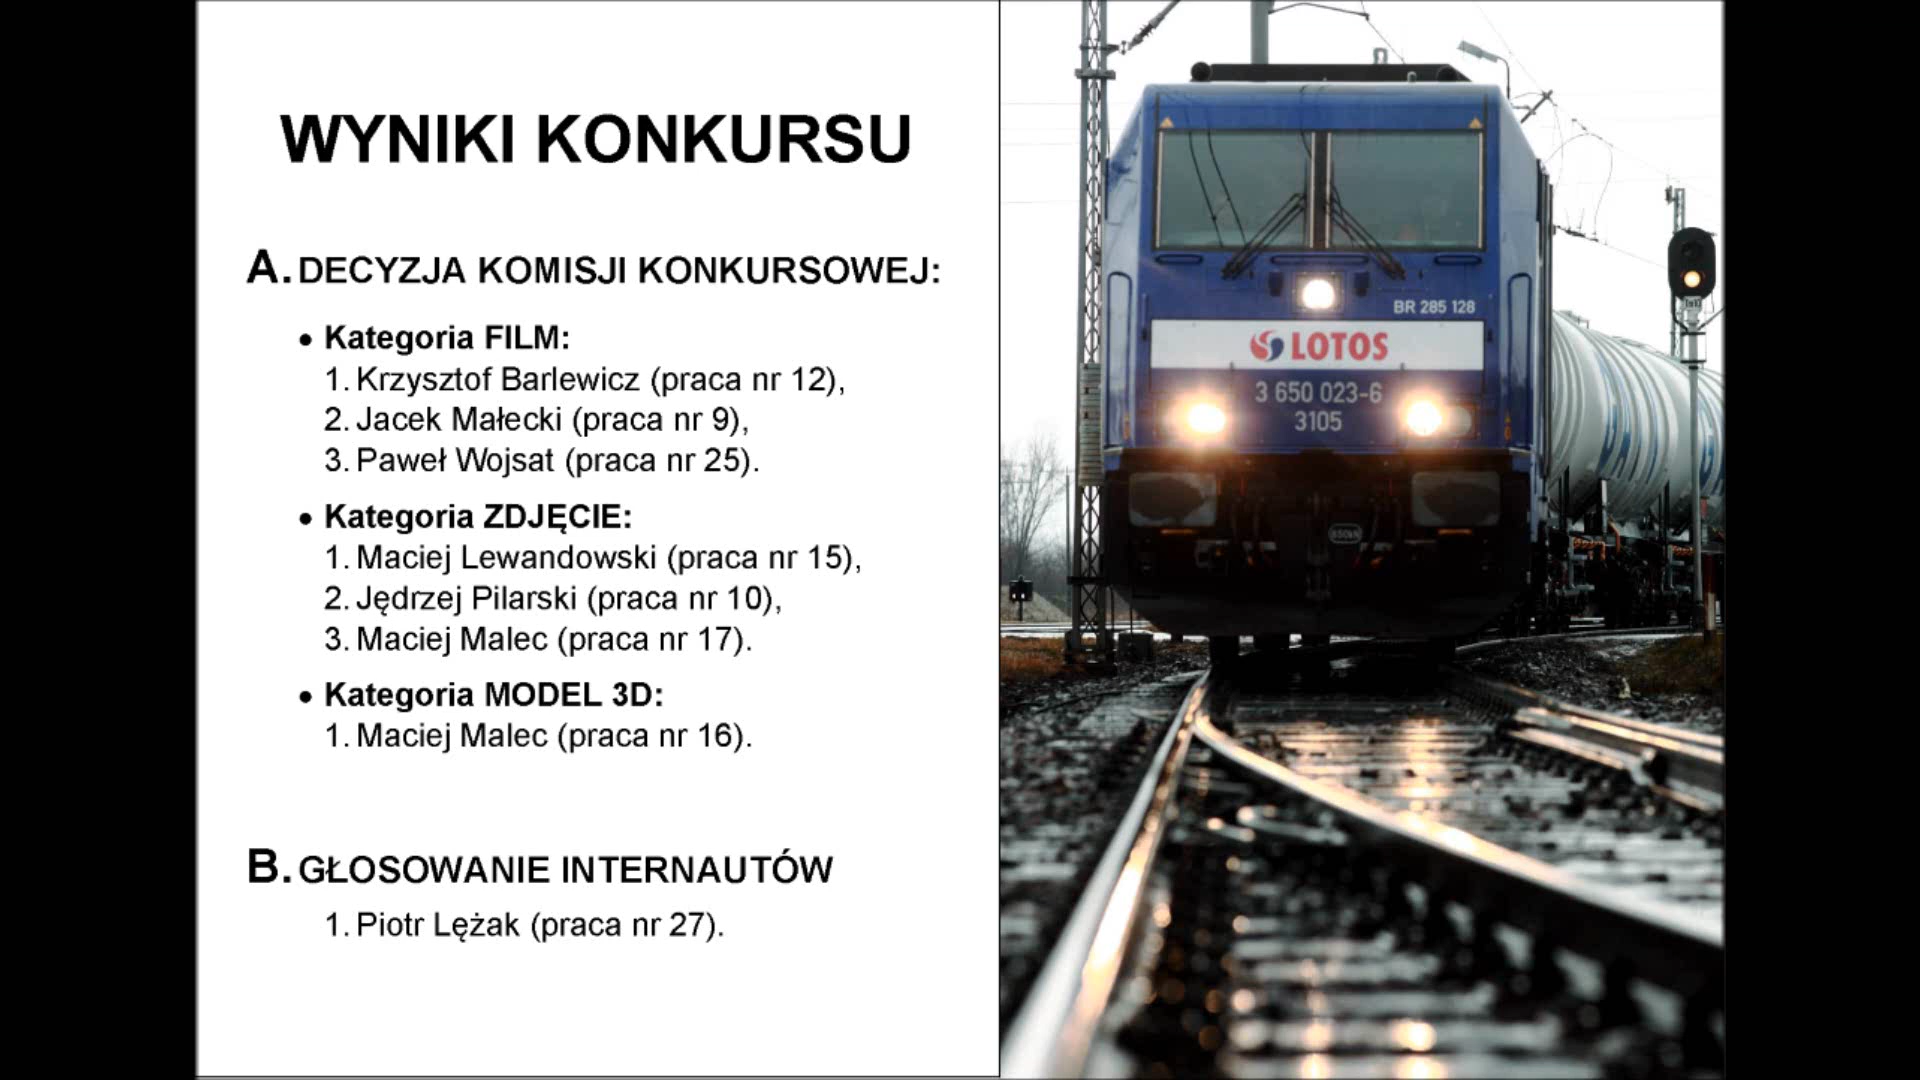 WYNIKI KONKURSU
A. DECYZJA KOMISJI KONKURSOWEJ:
• Kategoria FILM:
1. Krzysztof Barlewicz (praca nr 12),
2. Jacek Małecki (praca nr 9),
3. Paweł Wojsat (praca nr 25).
• Kategoria ZDJĘCIE:
1. Maciej Lewandowski (praca nr 15),
2. Jędrzej Pilarski (praca nr 10),
3. Maciej Malec (praca nr 17).
• Kategoria MODEL 3D:
1. Maciej Malec (praca nr 16).
B. GŁOSOWANIE INTERNAUTÓW
1. Piotr Lężak (praca nr 27).
BR 285 128
LOTOS
3 650 023-6
3105